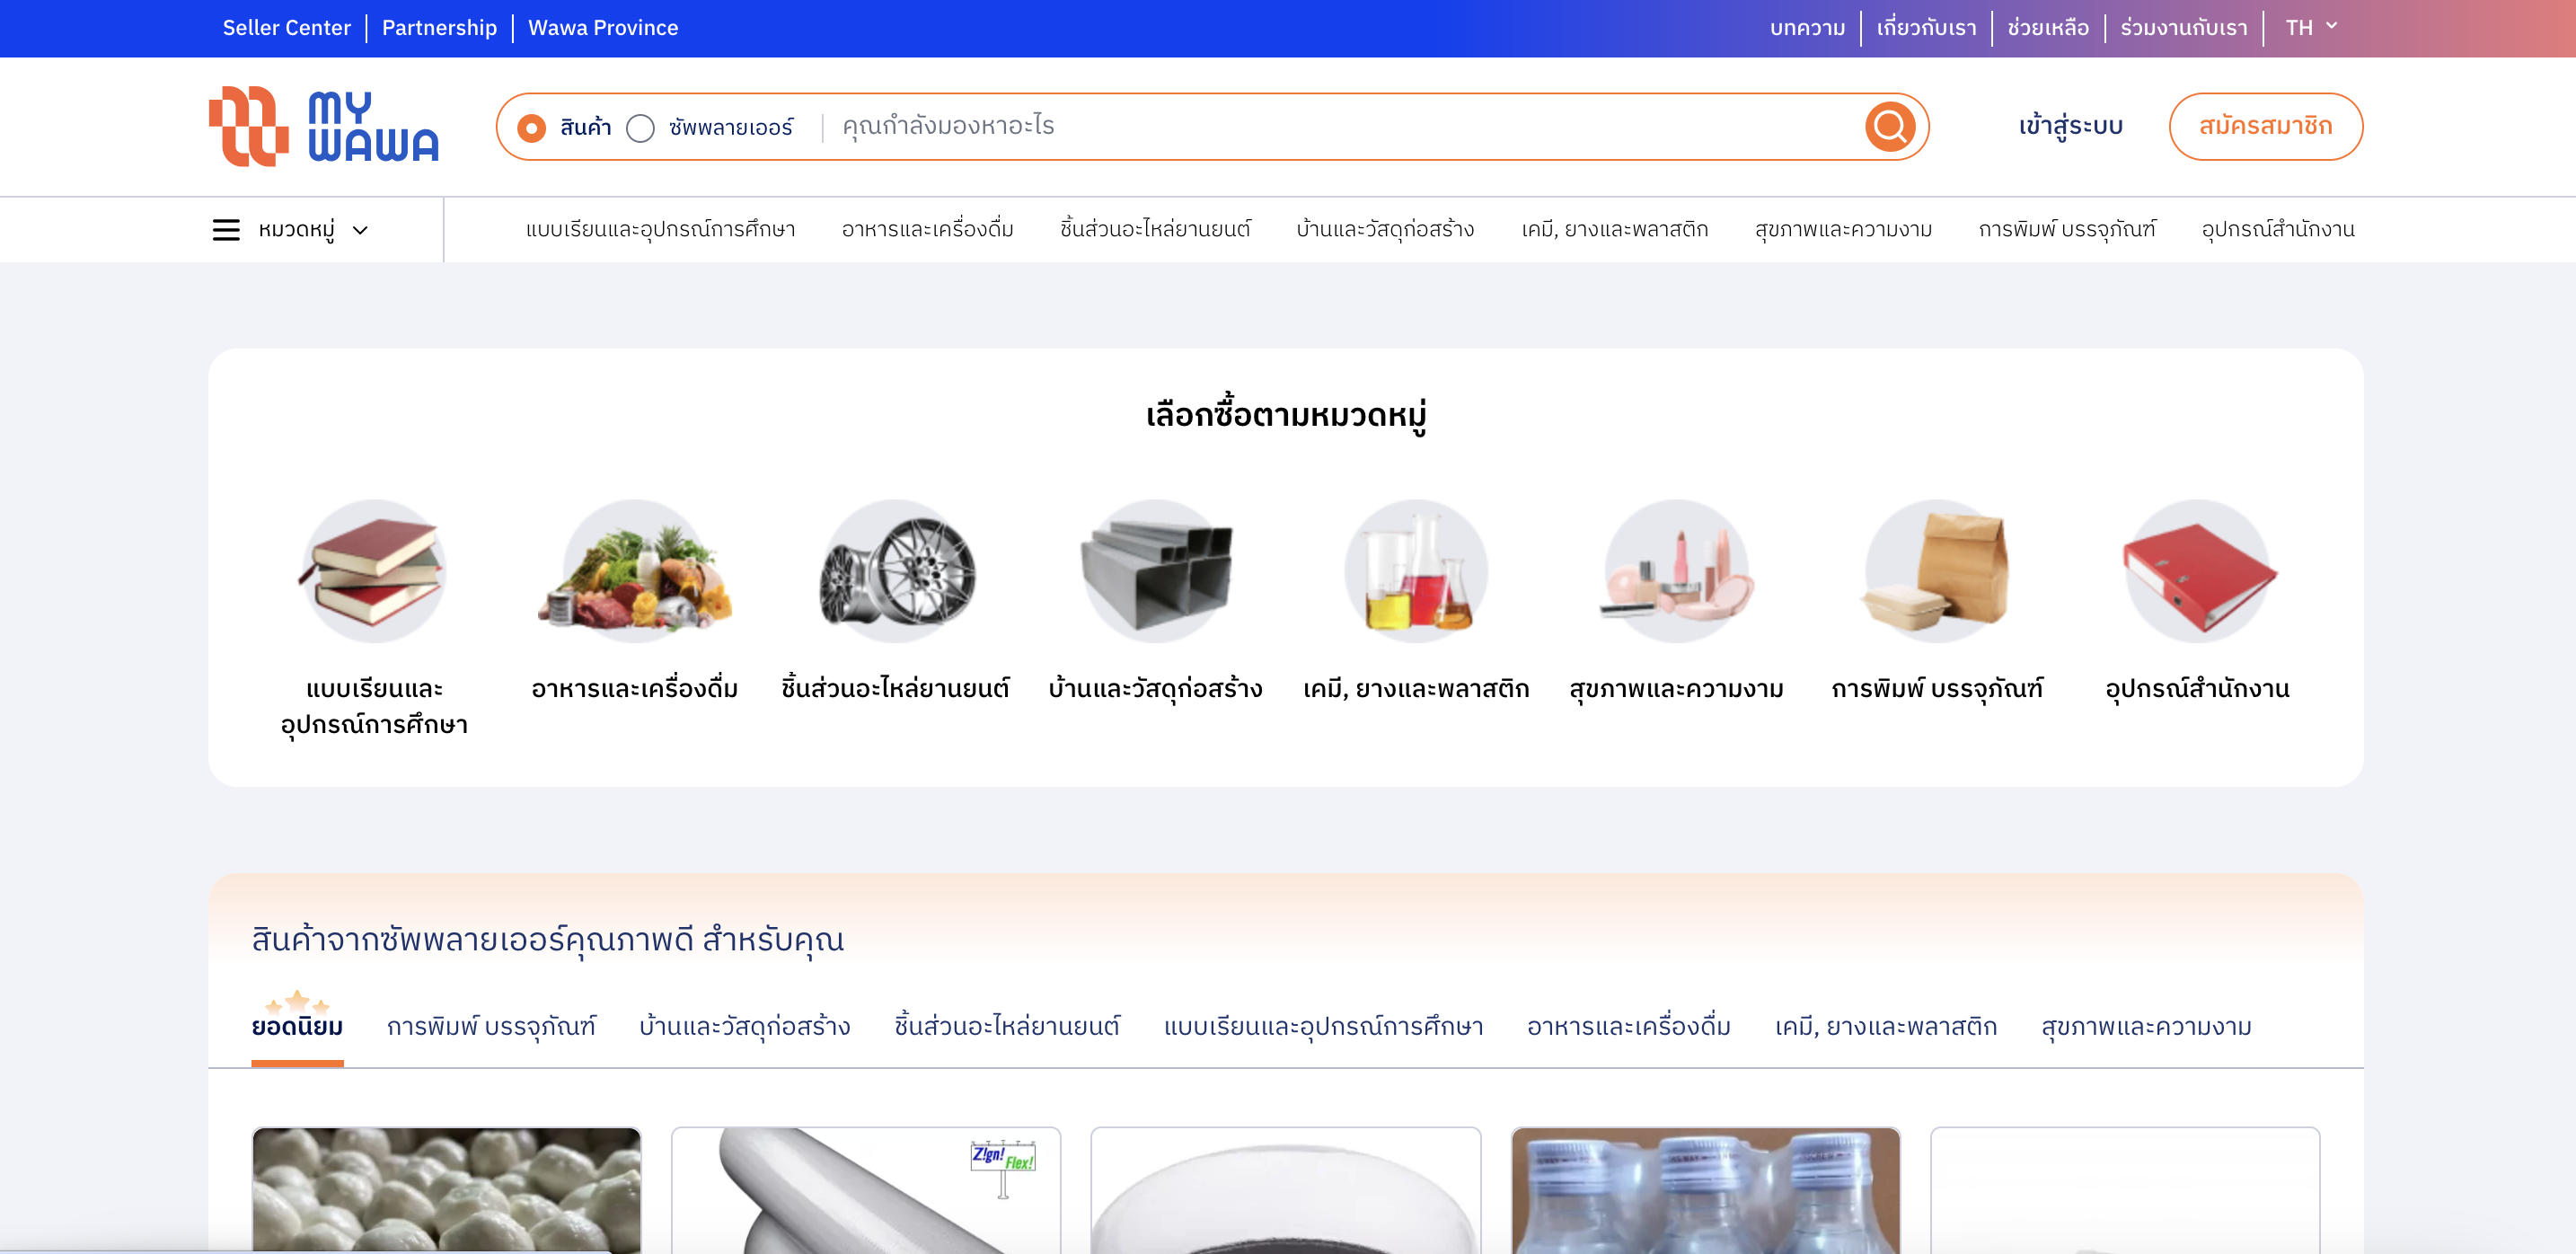 Seller Center
Partnership
Wawa Province
บทความ
เกี่ยวกับเรา
ช่วยเหลือ
ร่วมงานกับเรา
TH
MY
WAWA
สินค้า
ซัพพลายเออร์
คุณกำลังมองหาอะไร
เข้าสู่ระบบ
สมัครสมาชิก
หมวดหมู่
แบบเรียนและอุปกรณ์การศึกษา
อาหารและเครื่องดื่ม
ชิ้นส่วนอะไหล่ยานยนต์
บ้านและวัสดุก่อสร้าง
เคมี, ยางและพลาสติก
สุขภาพและความงาม
การพิมพ์ บรรจุภัณฑ์
อุปกรณ์สำนักงาน
เลือกซื้อตามหมวดหมู่
แบบเรียนและ
อุปกรณ์การศึกษา
อาหารและเครื่องดื่ม
ชิ้นส่วนอะไหล่ยานยนต์
บ้านและวัสดุก่อสร้าง
เคมี, ยางและพลาสติก
สุขภาพและความงาม
การพิมพ์ บรรจุภัณฑ์
อุปกรณ์สำนักงาน
สินค้าจากซัพพลายเออร์คุณภาพดี สำหรับคุณ
ยอดนิยม
การพิมพ์ บรรจุภัณฑ์
บ้านและวัสดุก่อสร้าง
ชิ้นส่วนอะไหล่ยานยนต์
แบบเรียนและอุปกรณ์การศึกษา
อาหารและเครื่องดื่ม
เคมี, ยางและพลาสติก
สุขภาพและความงาม
Z!gn!
Flex!